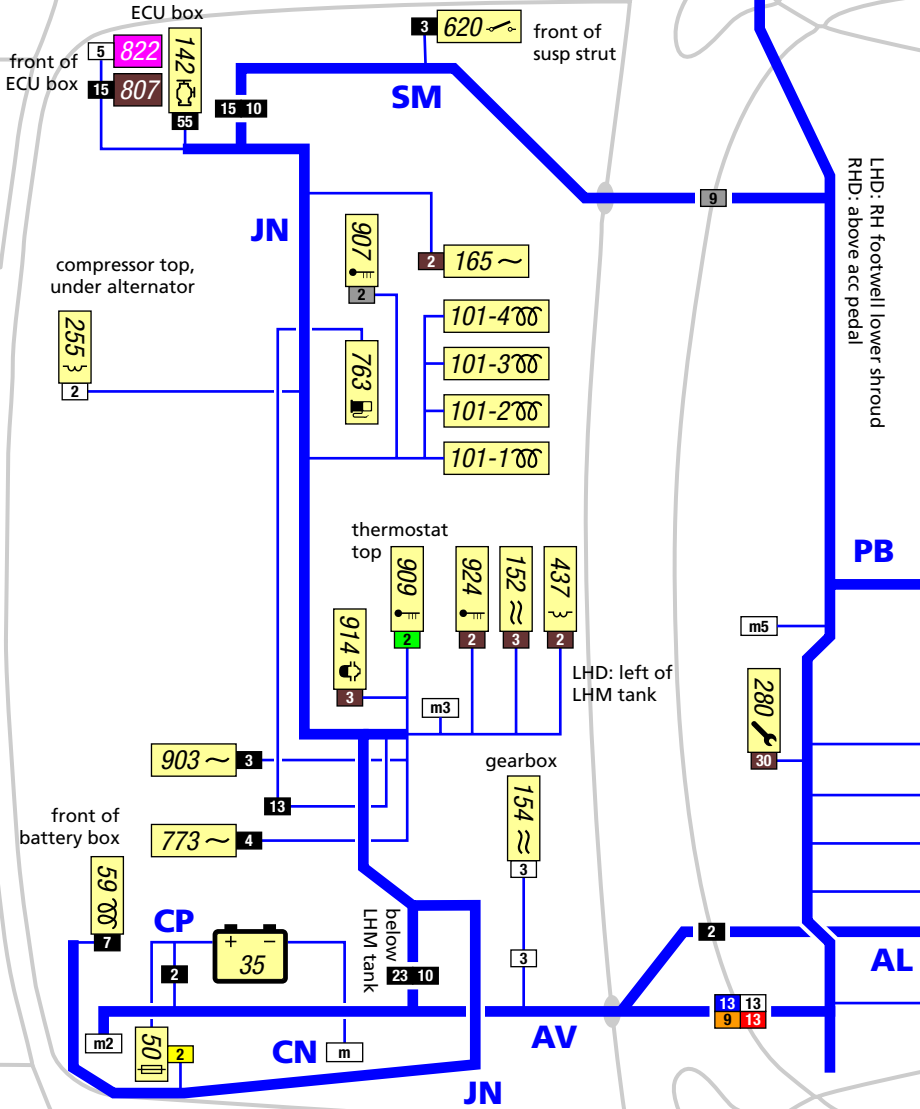 ECU box
5 822
front of
ECU box
15 807
142
55
3 620
front of
susp strut
15 10
SM
9
LHD: RH footwell lower shroud
RHD: above acc pedal
JN
907
2
2 165
compressor top,
under alternator
255
2
101-4
763
101-3
101-2
101-1
thermostat
top
909
2
924
2
152
3
437
2
914
3
m3
LHD: left of
LHM tank
PB
m5
280
30
903 3
13
773 4
gearbox
154
3
3
front of
battery box
59
7
CP
+ −
35
2
below
LHM tank
23 10
2
AL
13 13
9 13
m2
50
2
CN
m
AV
JN